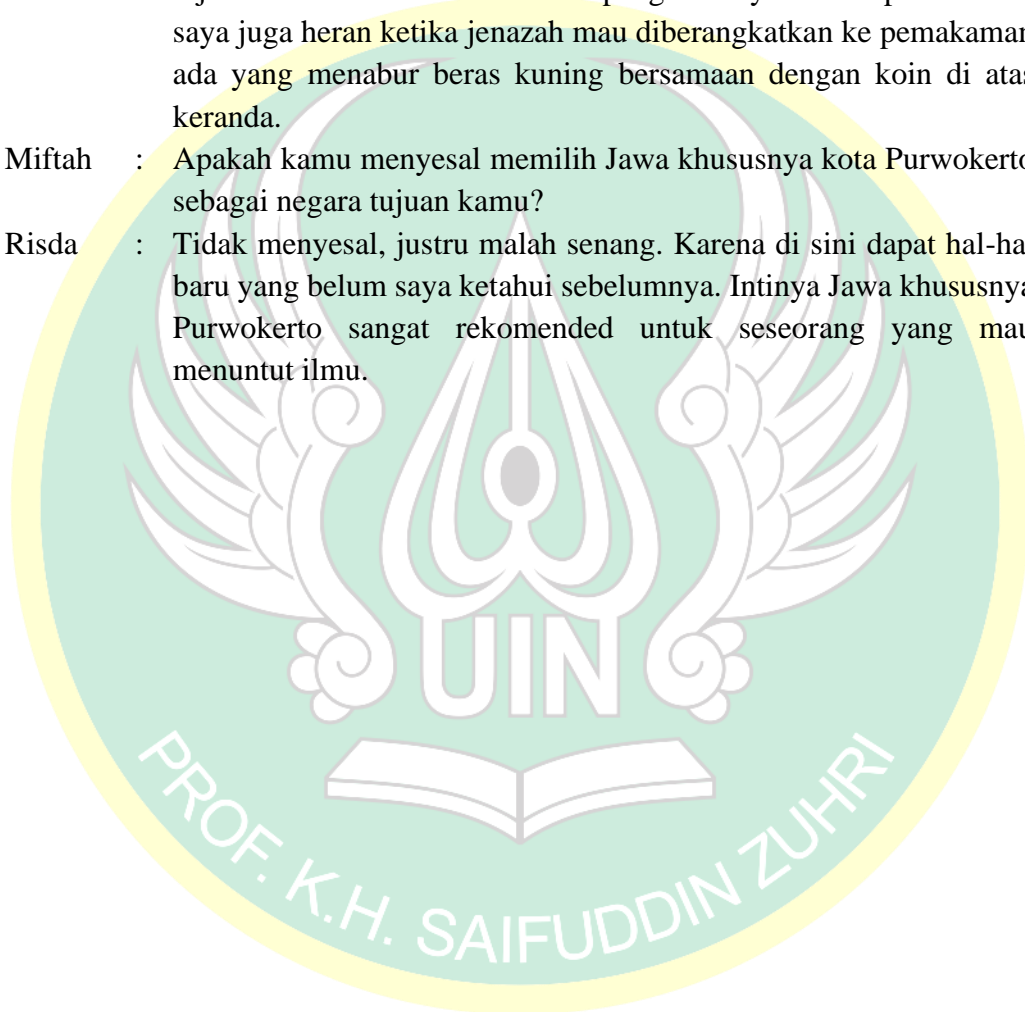 saya juga heran ketika jenazah mau diberangkatkan ke pemakaman
ada yang menabur beras kuning bersamaan dengan koin di atas
keranda.
Miftah : Apakah kamu menyesal memilih Jawa khususnya kota Purwokerto
sebagai negara tujuan kamu?
Risda : Tidak menyesal, justru malah senang. Karena di sini dapat hal-ha
baru yang belum saya ketahui sebelumnya. Intinya Jawa khususnya
Purwokerto sangat rekomended untuk seseorang yang mau
menuntut ilmu.
UIN
PROF. K.H. SAIFUDDIN ZUHRI